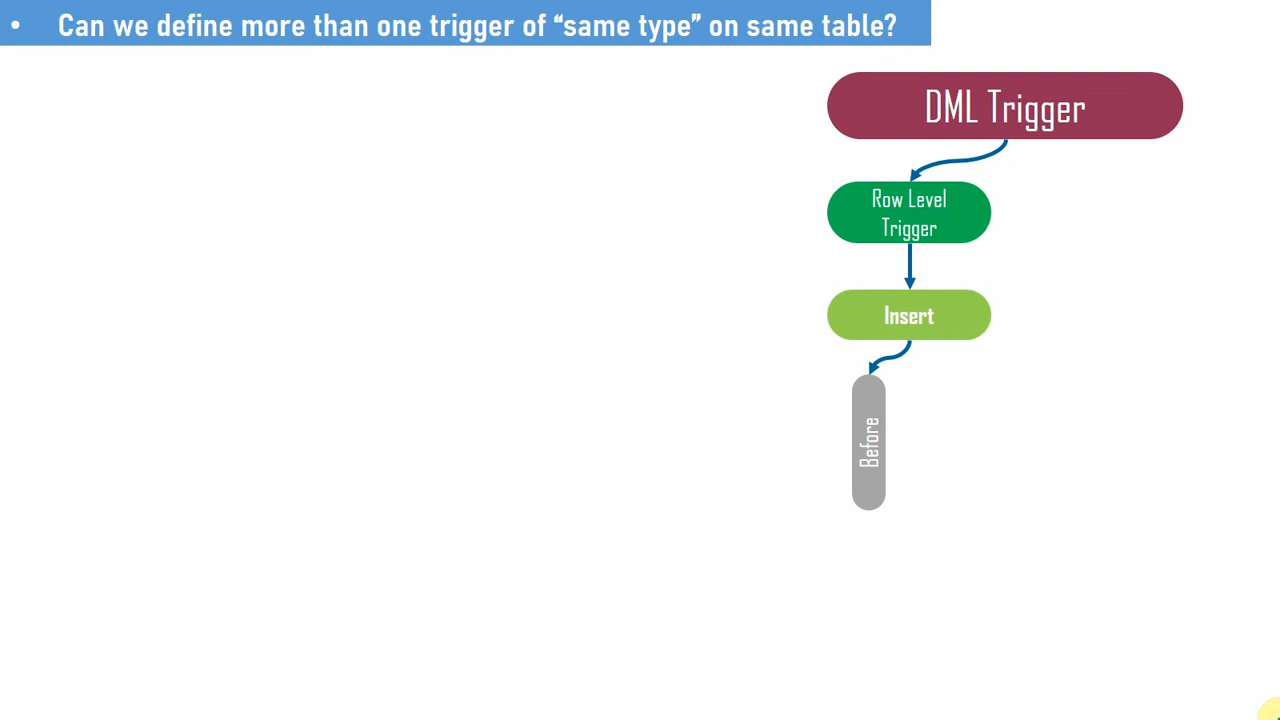 • Can we define more than one trigger of “same type” on same table?
DML Trigger
Row Level
Trigger
Insert
Before